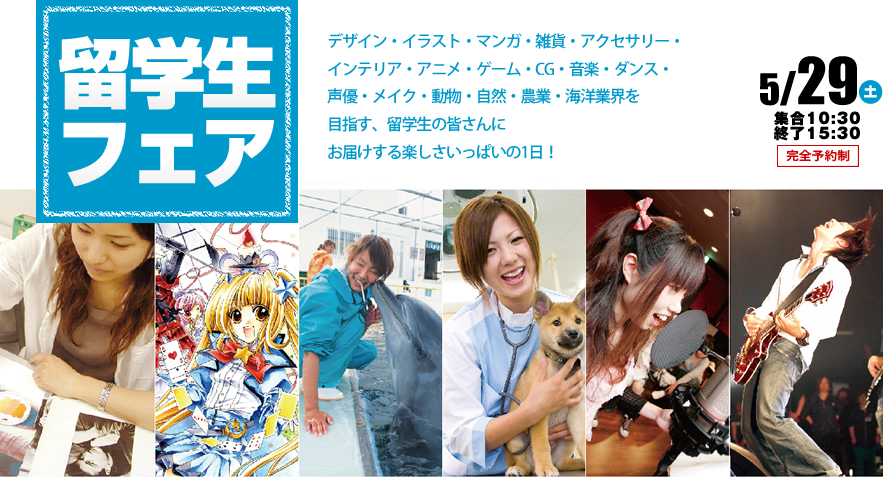 留学生
フェア
デザイン・イラスト・マンガ・雑貨・アクセサリー・
インテリア・アニメ・ゲーム・CG・音楽・ダンス・
声優・メイク・動物・自然・農業・海洋業界を
目指す、留学生の皆さんに
お届けする楽しさいっぱいの1日！
5/29 土
集合10:30
終了15:30
完全予約制